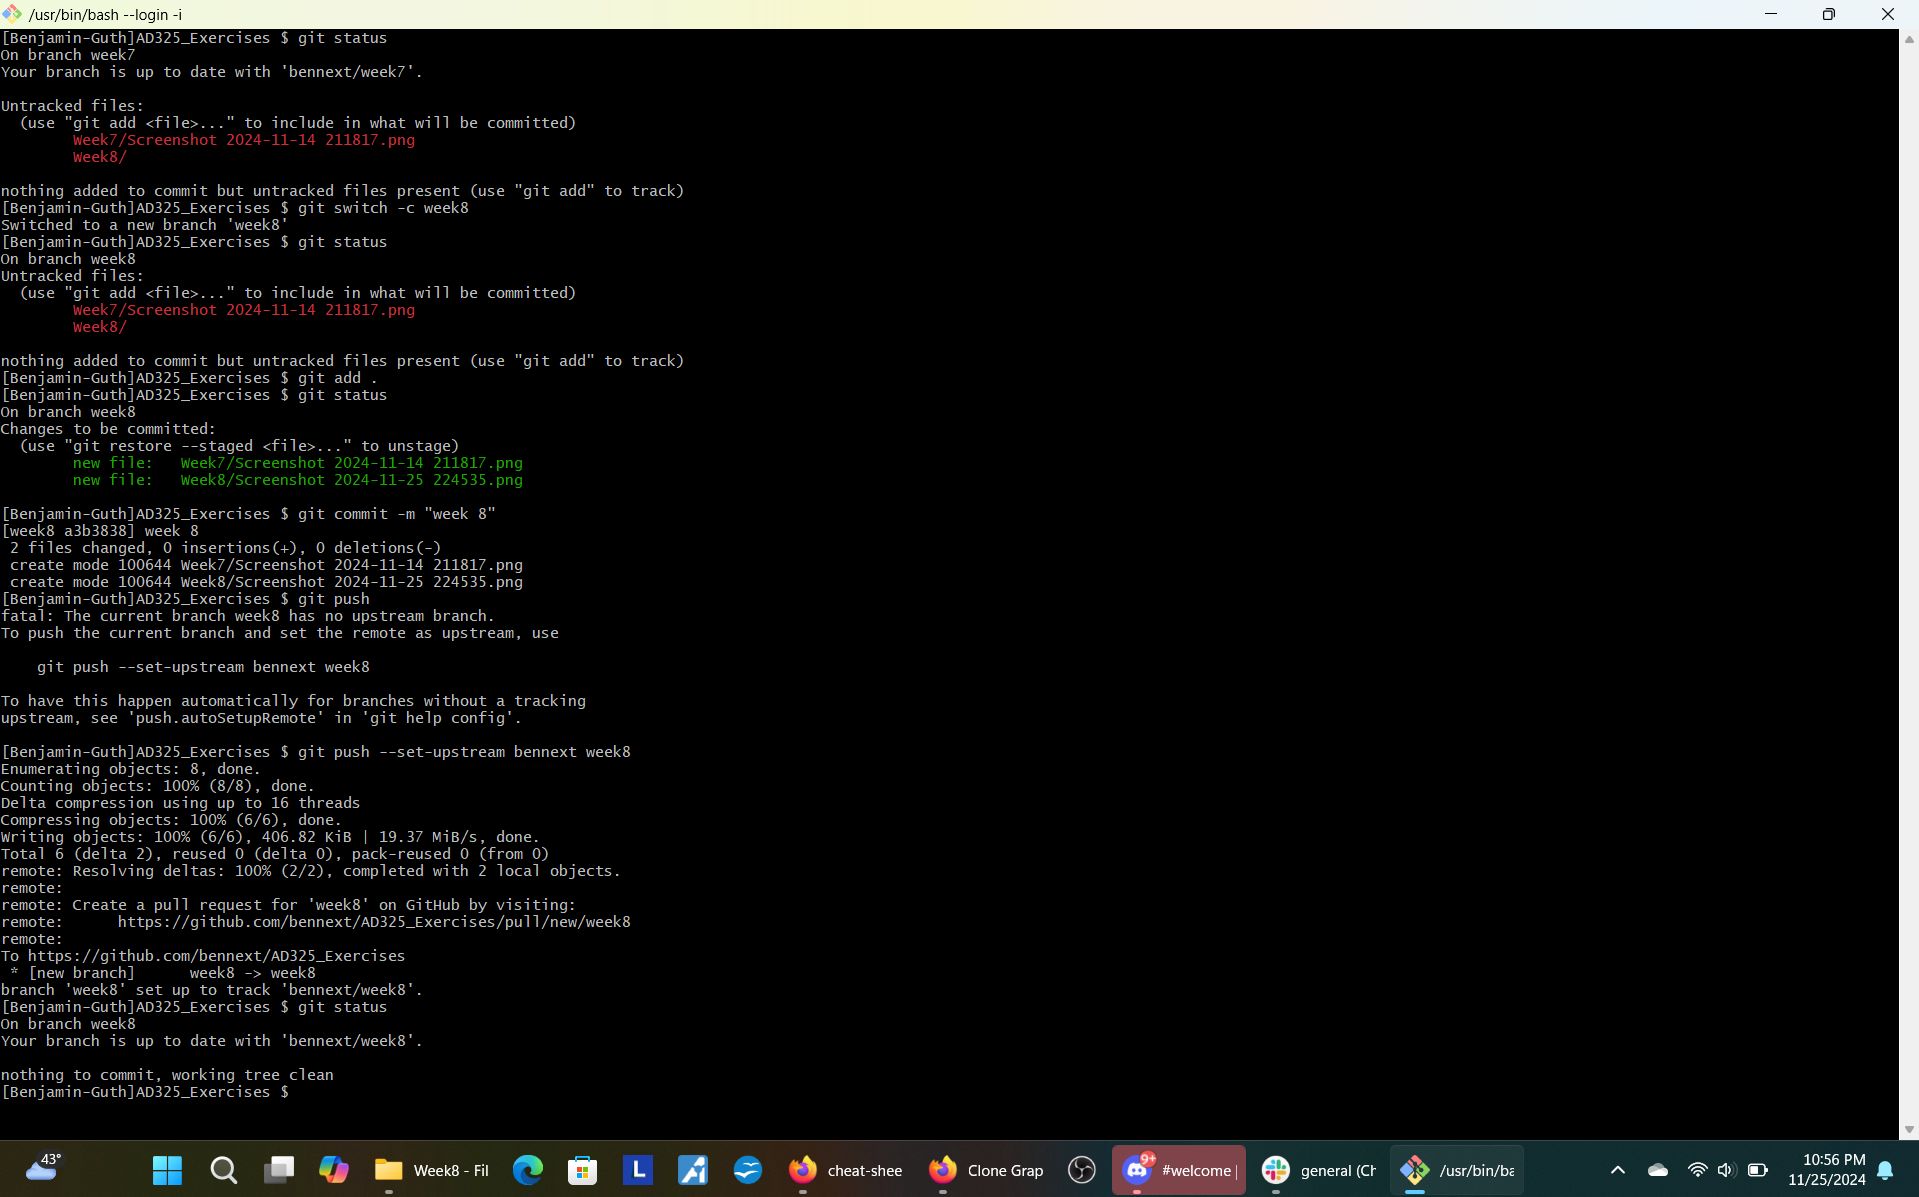 /usr/bin/bash --login -i
[Benjamin-Guth]AD325_Exercises $ git status
On branch week7
Your branch is up to date with 'bennext/week7'.
Untracked files:
(use "git add <file>..." to include in what will be committed)
Week7/Screenshot 2024-11-14 211817.png
Week8/
nothing added to commit but untracked files present (use "git add" to track)
[Benjamin-Guth]AD325_Exercises $ git switch -c week8
Switched to a new branch 'week8'
[Benjamin-Guth]AD325_Exercises $ git status
On branch week8
Untracked files:
(use "git add <file>..." to include in what will be committed)
Week7/Screenshot 2024-11-14 211817.png
Week8/
nothing added to commit but untracked files present (use "git add" to track)
[Benjamin-Guth]AD325_Exercises $ git add .
[Benjamin-Guth]AD325_Exercises $ git status
On branch week8
Changes to be committed:
(use "git restore --staged <file>..." to unstage)
new file:   Week7/Screenshot 2024-11-14 211817.png
new file:   Week8/Screenshot 2024-11-25 224535.png
[Benjamin-Guth]AD325_Exercises $ git commit -m "week 8"
[week8 a3b3838] week 8
2 files changed, 0 insertions(+), 0 deletions(-)
create mode 100644 Week7/Screenshot 2024-11-14 211817.png
create mode 100644 Week8/Screenshot 2024-11-25 224535.png
[Benjamin-Guth]AD325_Exercises $ git push
fatal: The current branch week8 has no upstream branch.
To push the current branch and set the remote as upstream, use
git push --set-upstream bennext week8
To have this happen automatically for branches without a tracking
upstream, see 'push.autoSetupRemote' in 'git help config'.
[Benjamin-Guth]AD325_Exercises $ git push --set-upstream bennext week8
Enumerating objects: 8, done.
Counting objects: 100% (8/8), done.
Delta compression using up to 16 threads
Compressing objects: 100% (6/6), done.
Writing objects: 100% (6/6), 406.82 KiB | 19.37 MiB/s, done.
Total 6 (delta 2), reused 0 (delta 0), pack-reused 0 (from 0)
remote: Resolving deltas: 100% (2/2), completed with 2 local objects.
remote:
remote: Create a pull request for 'week8' on GitHub by visiting:
remote:      https://github.com/bennext/AD325_Exercises/pull/new/week8
remote:
To https://github.com/bennext/AD325_Exercises
* [new branch]      week8 -> week8
branch 'week8' set up to track 'bennext/week8'.
[Benjamin-Guth]AD325_Exercises $ git status
On branch week8
Your branch is up to date with 'bennext/week8'.
nothing to commit, working tree clean
[Benjamin-Guth]AD325_Exercises $
43°
Week8 - Fil
L
cheat-shee
Clone Grap
9+
#welcome |
general (Ch
/usr/bin/ba
10:56 PM
11/25/2024